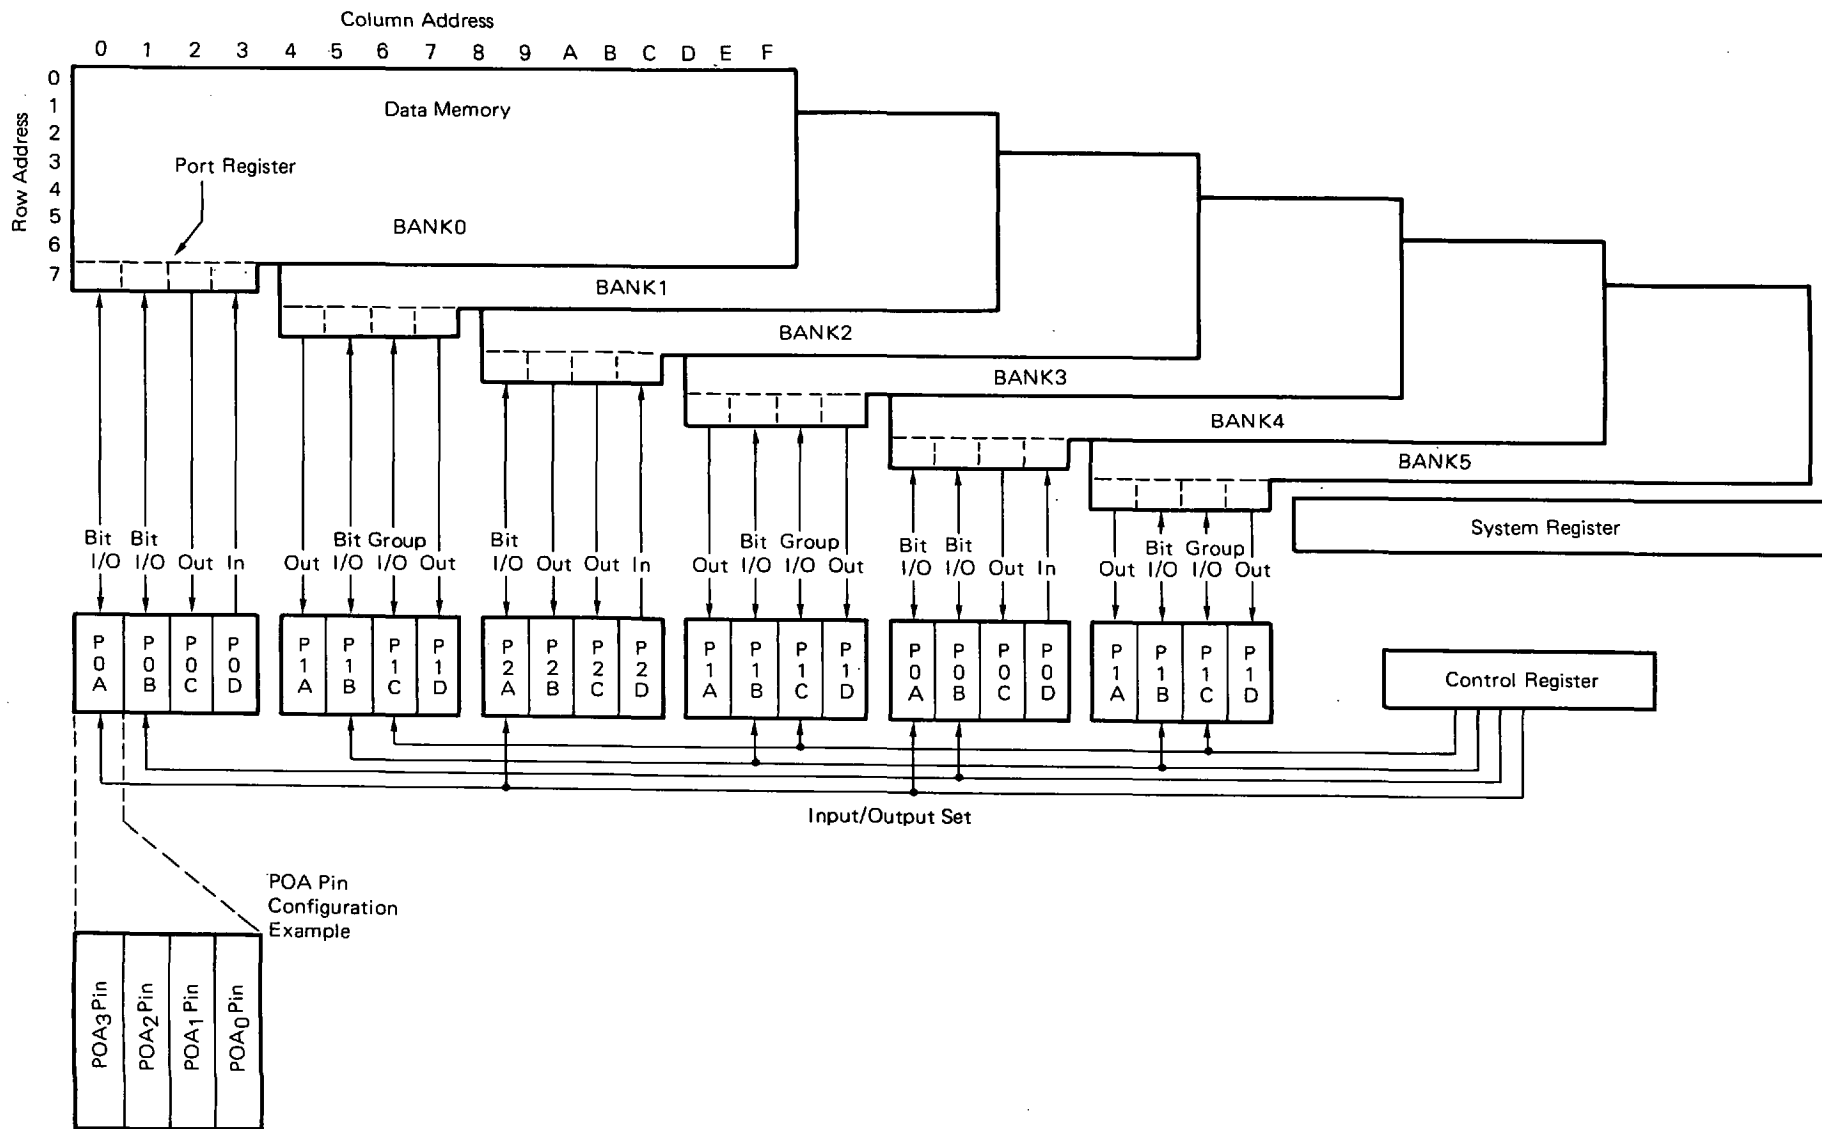 Column Address
0 1 2 3 4 5 6 7 8 9 A B C D E F
Row Address
0
1
2
3
4
5
6
7
Data Memory
Port Register
BANK0
BANK1
BANK2
BANK3
BANK4
BANK5
System Register
Bit I/O
Bit I/O
Out
In
Out
Bit I/O
Group I/O
Out
Bit I/O
Out
Out
In
Out
Bit I/O
Group I/O
Out
Bit I/O
Bit I/O
Out
In
Out
Bit I/O
Group I/O
Out
P0A P0B P0C P0D
P1A P1B P1C P1D
P2A P2B P2C P2D
P1A P1B P1C P1D
P0A P0B P0C P0D
P1A P1B P1C P1D
Control Register
Input/Output Set
POA Pin
Configuration
Example
POA3 Pin
POA2 Pin
POA1 Pin
POA0 Pin